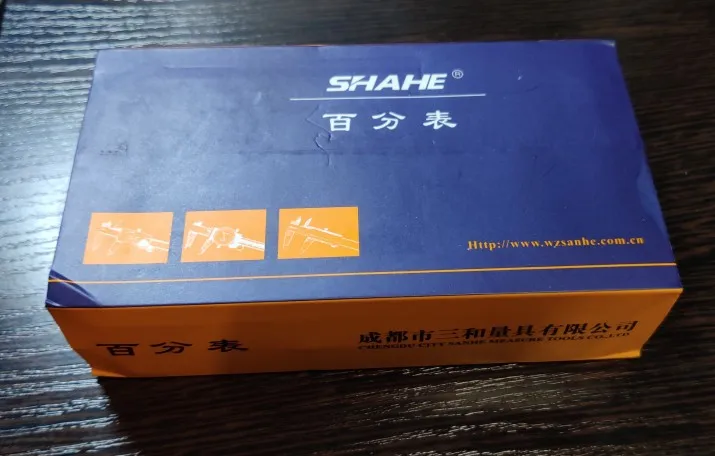 SHAHE®
百分表
Http://www.wzsanhe.com.cn
百分表
成都市三和量具有限公司
CHENGDU CITY SANHE MEASURE TOOLS CO.,LTD